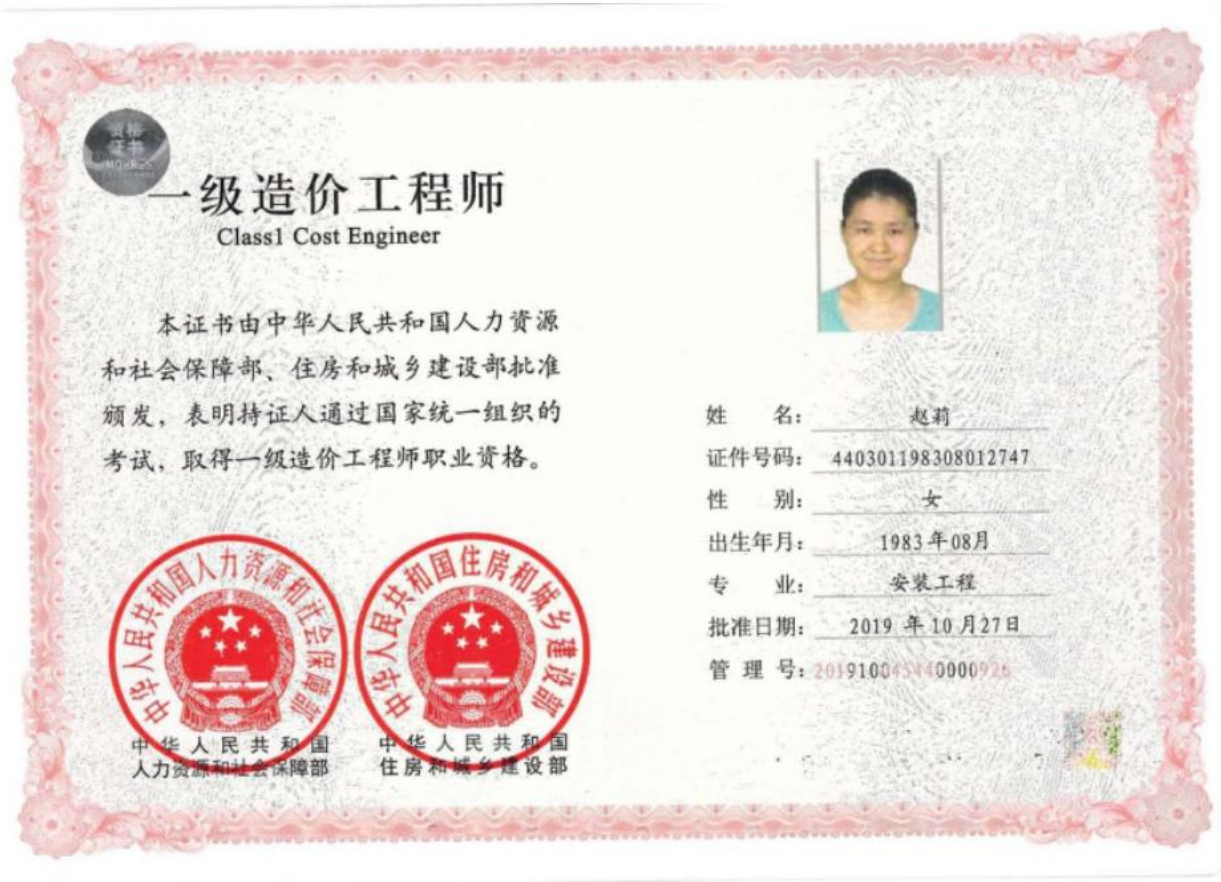 资格
证书
一级造价工程师
Class1 Cost Engineer
本证书由中华人民共和国人力资源
和社会保障部、住房和城乡建设部批准
颁发，表明持证人通过国家统一组织的
考试，取得一级造价工程师职业资格。
中华人民共和国人力资源和社会保障部
中华人民共和国住房和城乡建设部
中华人民共和国
人力资源和社会保障部
中华人民共和国
住房和城乡建设部
姓 名： 赵莉
证件号码： 440301198308012747
性 别： 女
出生年月： 1983年08月
专 业： 安装工程
批准日期： 2019 年 10 月27日
管 理 号： 201910045440000926